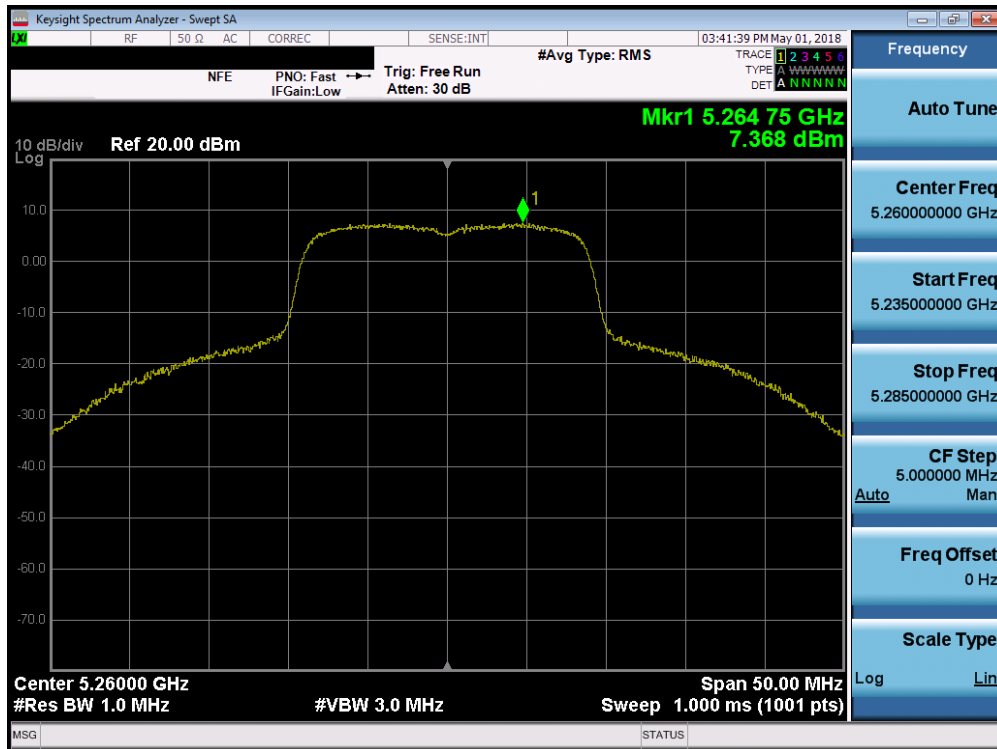 Keysight Spectrum Analyzer - Swept SA
LXI RF 50 Ω AC CORREC SENSE:INT 03:41:39 PM May 01, 2018
#Avg Type: RMS TRACE 1 2 3 4 5 6
NFE PNO: Fast Trig: Free Run TYPE A WWWWW
IFGain:Low Atten: 30 dB DET A N N N N N
Mkr1 5.264 75 GHz
7.368 dBm
10 dB/div Ref 20.00 dBm
Log
1
10.0
0.00
-10.0
-20.0
-30.0
-40.0
-50.0
-60.0
-70.0
Center 5.26000 GHz Span 50.00 MHz
#Res BW 1.0 MHz #VBW 3.0 MHz Sweep 1.000 ms (1001 pts)
MSG STATUS
Frequency
Auto Tune
Center Freq
5.260000000 GHz
Start Freq
5.235000000 GHz
Stop Freq
5.285000000 GHz
CF Step
5.000000 MHz
Auto Man
Freq Offset
0 Hz
Scale Type
Log Lin